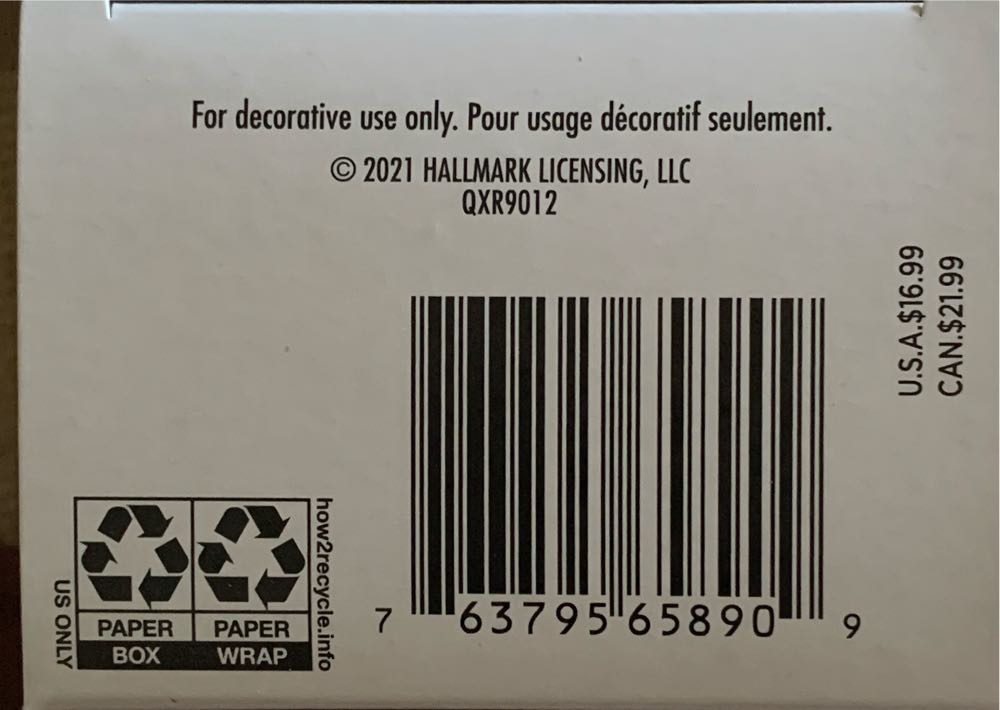 For decorative use only. Pour usage décoratif seulement.
© 2021 HALLMARK LICENSING, LLC
QXR9012
U.S.A.$16.99
CAN.$21.99
7 63795 65890 9
how2recycle.info
US ONLY
PAPER PAPER
BOX WRAP